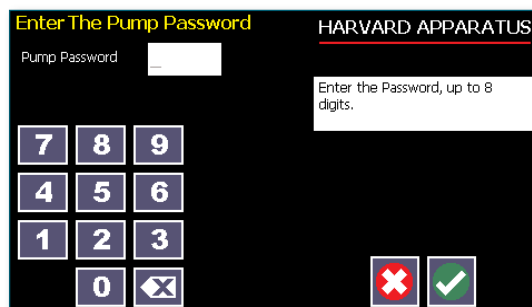 Enter The Pump Password
HARVARD APPARATUS
Pump Password
Enter the Password, up to 8
digits.
7 8 9
4 5 6
1 2 3
0